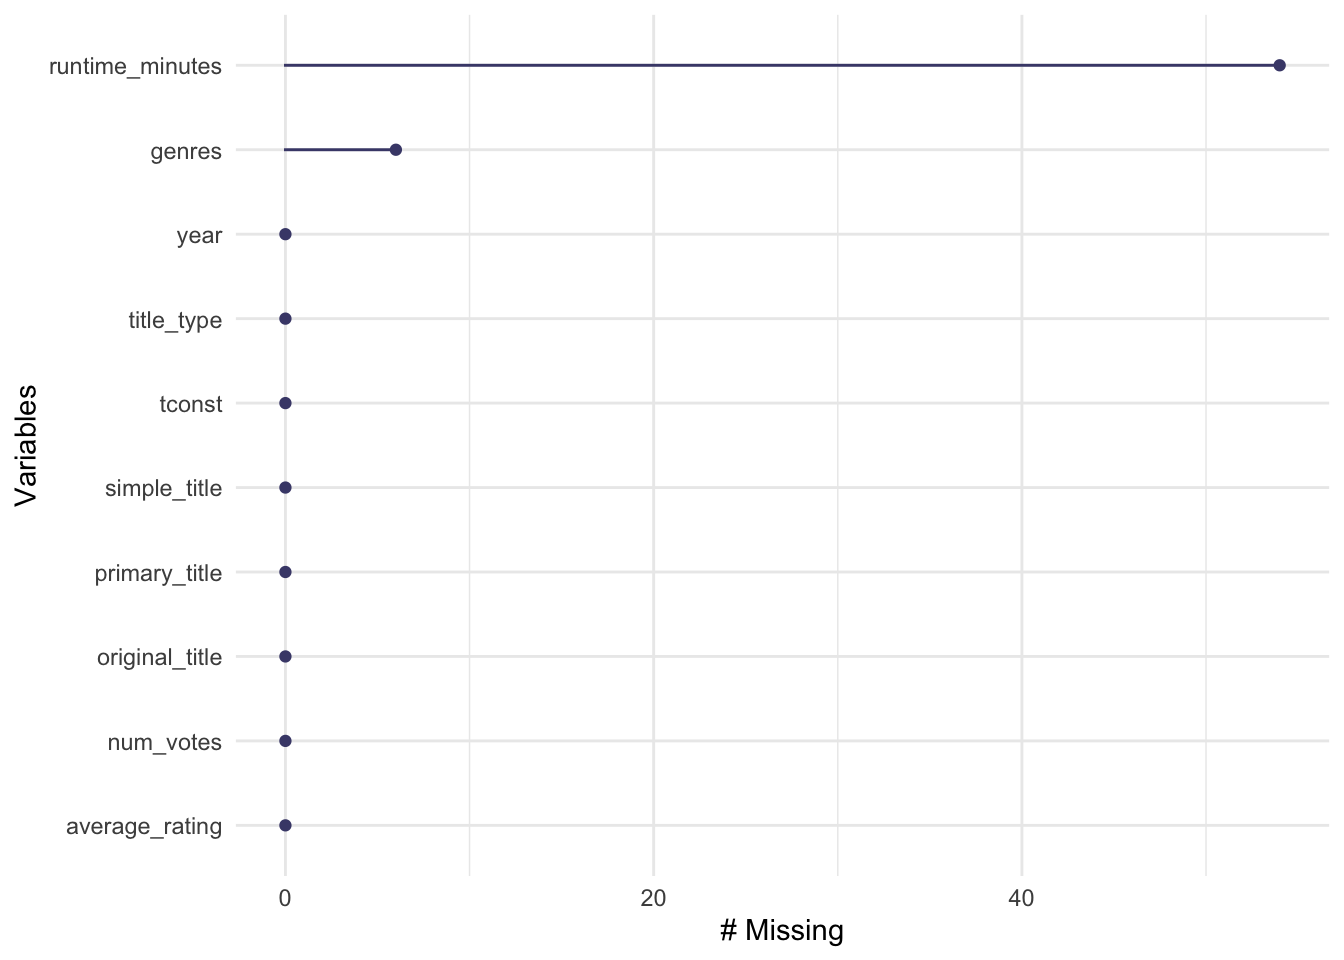 runtime_minutes
genres
year
title_type
tconst
simple_title
primary_title
original_title
num_votes
average_rating
Variables
0 20 40
# Missing